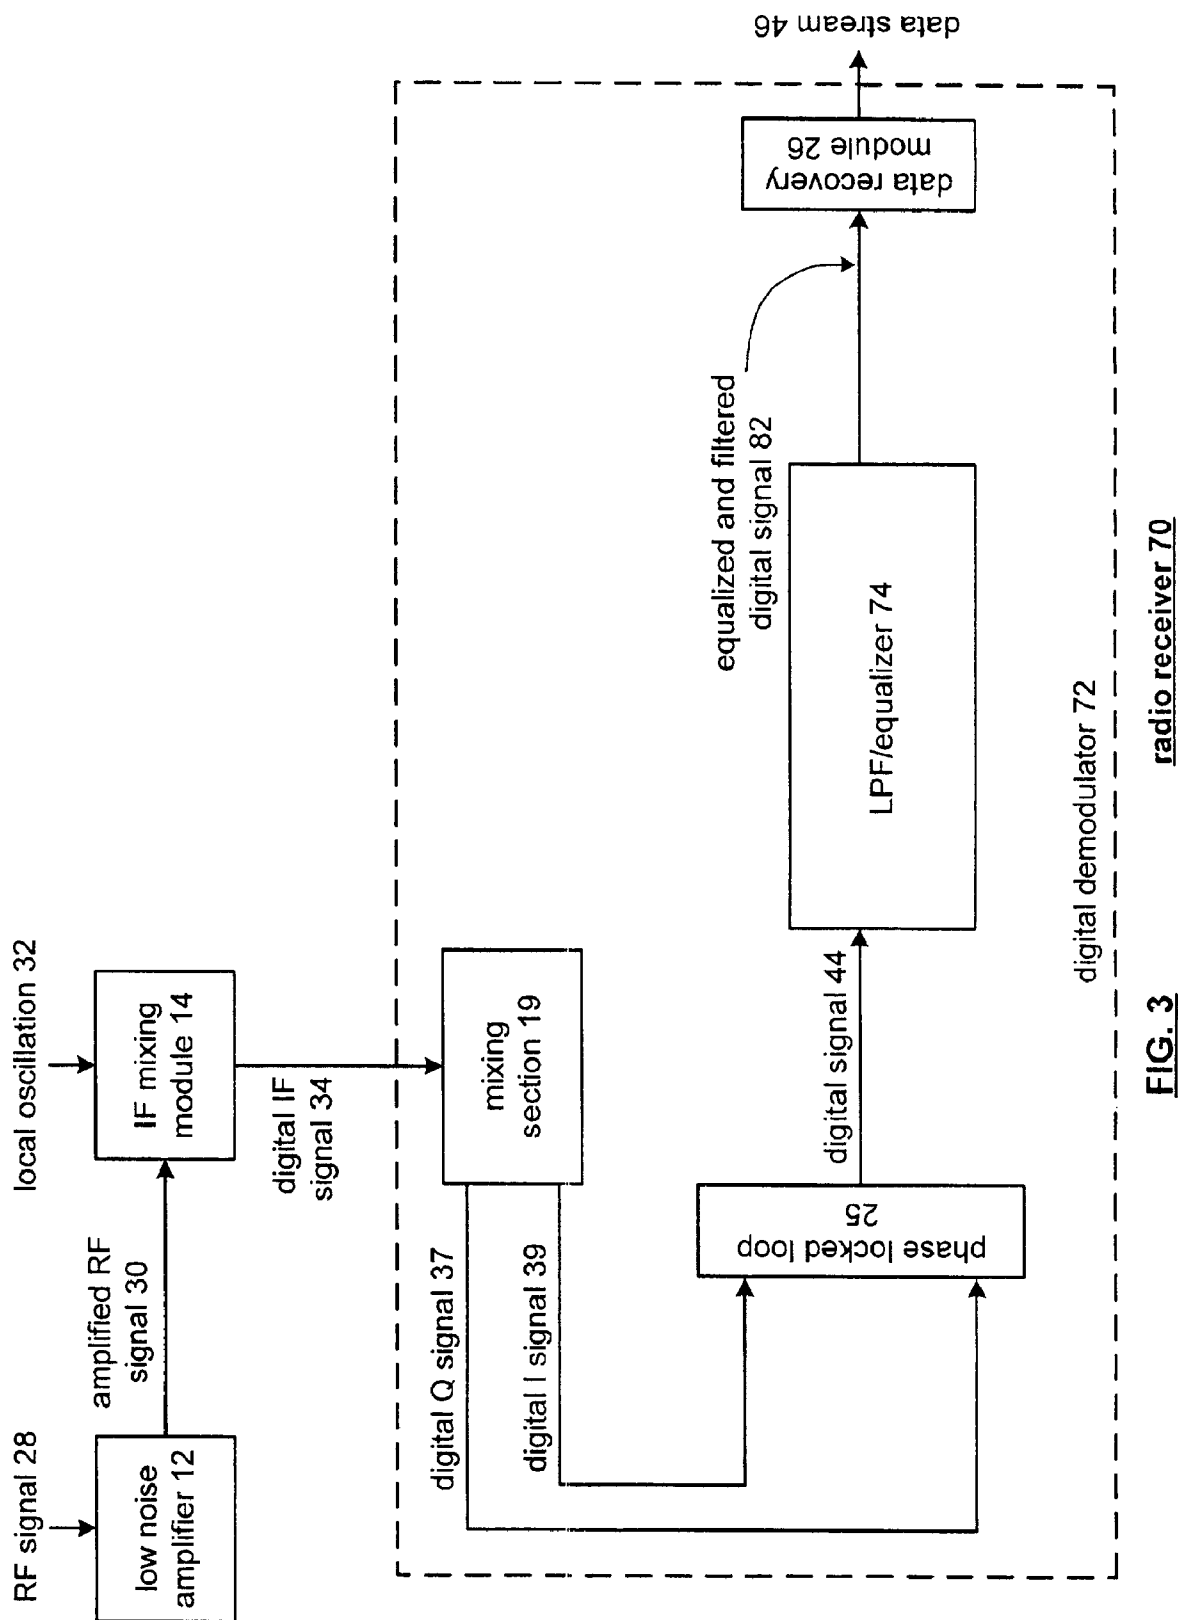 RF signal 28
low noise
amplifier 12
amplified RF
signal 30
local oscillation 32
IF mixing
module 14
digital IF
signal 34
mixing
section 19
digital Q signal 37
digital I signal 39
phase locked loop
25
digital signal 44
LPF/equalizer 74
equalized and filtered
digital signal 82
data recovery
module 26
data stream 46
digital demodulator 72
FIG. 3
radio receiver 70